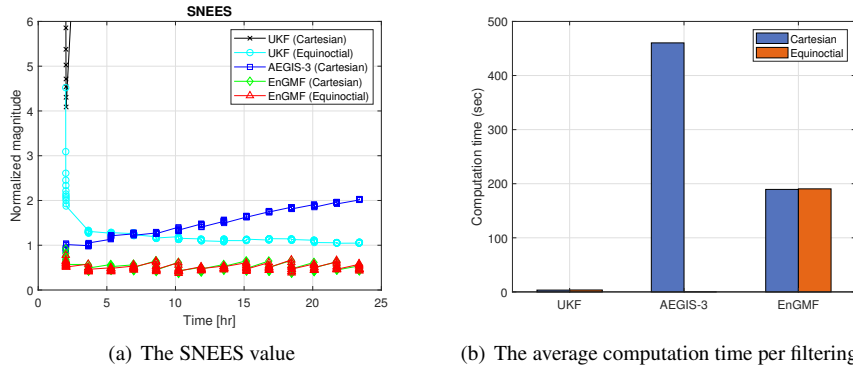 SNEES
6
5
4
3
2
1
0
Normalized magnitude
UKF (Cartesian)
UKF (Equinoctial)
AEGIS-3 (Cartesian)
EnGMF (Cartesian)
EnGMF (Equinoctial)
0 5 10 15 20 25
Time [hr]
(a) The SNEES value
500
400
300
200
100
0
Computation time (sec)
Cartesian
Equinoctial
UKF AEGIS-3 EnGMF
(b) The average computation time per filtering